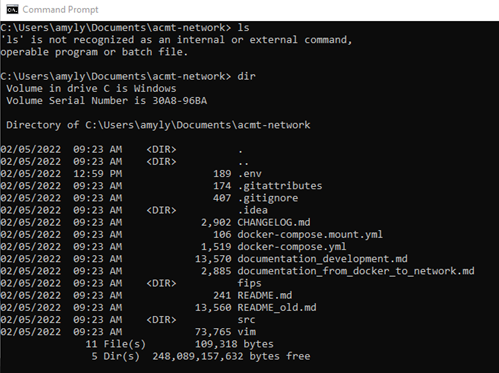 Command Prompt
C:\Users\amyly\Documents\acmt-network> ls
'ls' is not recognized as an internal or external command,
operable program or batch file.
C:\Users\amyly\Documents\acmt-network> dir
Volume in drive C is Windows
Volume Serial Number is 30A8-96BA
Directory of C:\Users\amyly\Documents\acmt-network
02/05/2022  09:23 AM    <DIR>          .
02/05/2022  09:23 AM    <DIR>          ..
02/05/2022  12:59 PM               189 .env
02/05/2022  09:23 AM               174 .gitattributes
02/05/2022  09:23 AM               407 .gitignore
02/05/2022  09:23 AM    <DIR>          .idea
02/05/2022  09:23 AM             2,902 CHANGELOG.md
02/05/2022  09:23 AM               106 docker-compose.mount.yml
02/05/2022  09:23 AM             1,519 docker-compose.yml
02/05/2022  09:23 AM            13,570 documentation_development.md
02/05/2022  09:23 AM             2,885 documentation_from_docker_to_network.md
02/05/2022  09:23 AM    <DIR>          fips
02/05/2022  09:23 AM               241 README.md
02/05/2022  09:23 AM            13,560 README_old.md
02/05/2022  09:23 AM    <DIR>          src
02/05/2022  09:23 AM            73,765 vim
11 File(s)        109,318 bytes
5 Dir(s)  248,089,157,632 bytes free